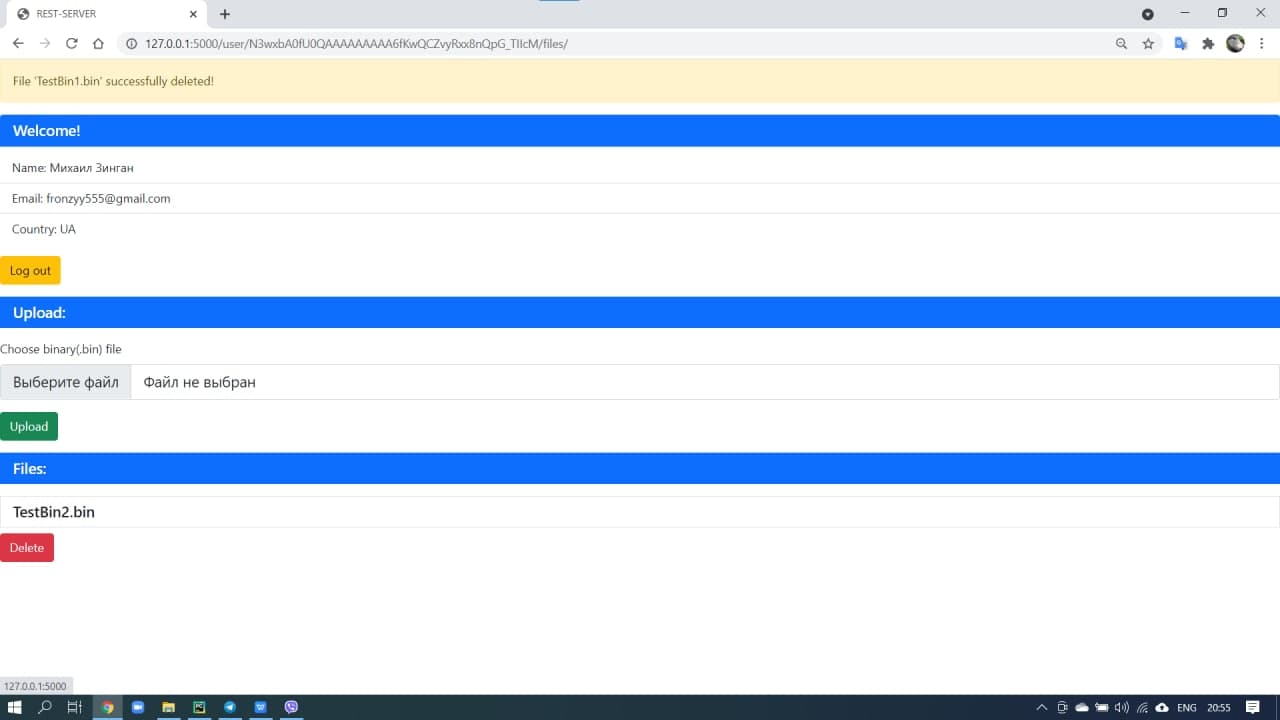 REST-SERVER
127.0.0.1:5000/user/N3wxbA0fU0QAAAAAAAAA6fKwQCZvyRxx8nQpG_TIIcM/files/
File 'TestBin1.bin' successfully deleted!
Welcome!
Name: Михаил Зинган
Email: fronzyy555@gmail.com
Country: UA
Log out
Upload:
Choose binary(.bin) file
Выберите файл Файл не выбран
Upload
Files:
TestBin2.bin
Delete
127.0.0.1:5000
ENG 20:55